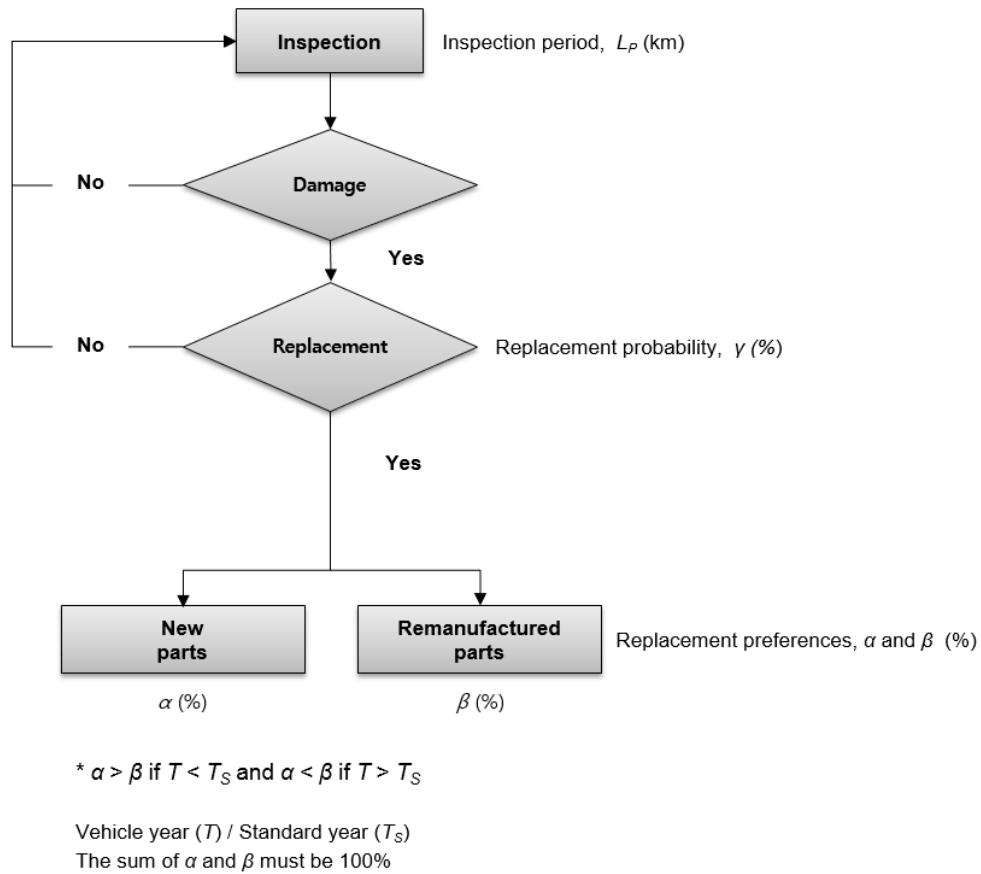 Inspection
Inspection period, L_P (km)
Damage
No
Yes
Replacement
No
Replacement probability, γ (%)
Yes
New
parts
Remanufactured
parts
Replacement preferences, α and β (%)
α (%)
β (%)
* α > β if T < T_S and α < β if T > T_S
Vehicle year (T) / Standard year (T_S)
The sum of α and β must be 100%